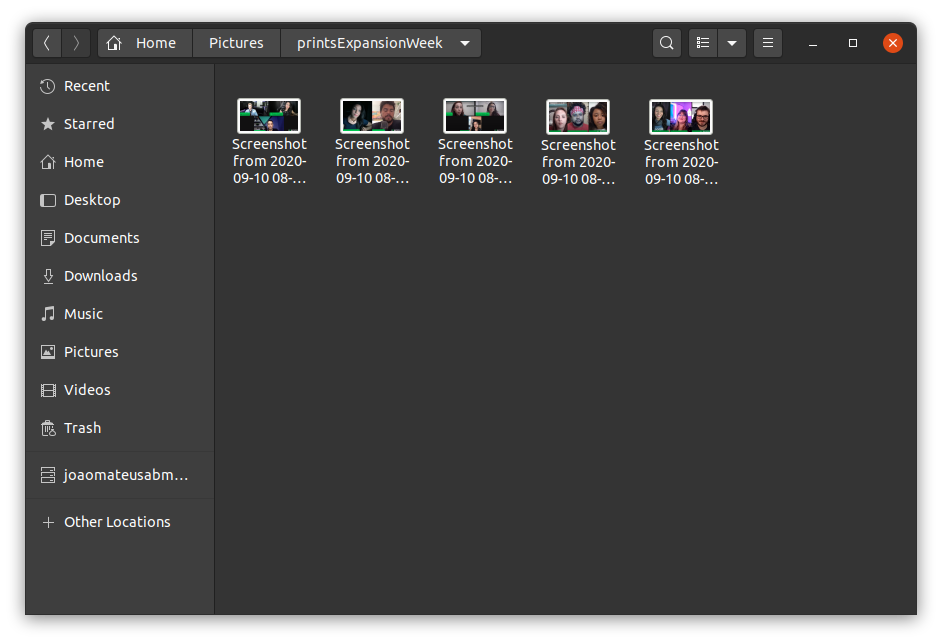 Home
Pictures
printsExpansionWeek
Recent
Starred
Home
Desktop
Documents
Downloads
Music
Pictures
Videos
Trash
joaomateusabm...
Other Locations
Screenshot
from 2020-
09-10 08-...
Screenshot
from 2020-
09-10 08-...
Screenshot
from 2020-
09-10 08-...
Screenshot
from 2020-
09-10 08-...
Screenshot
from 2020-
09-10 08-...